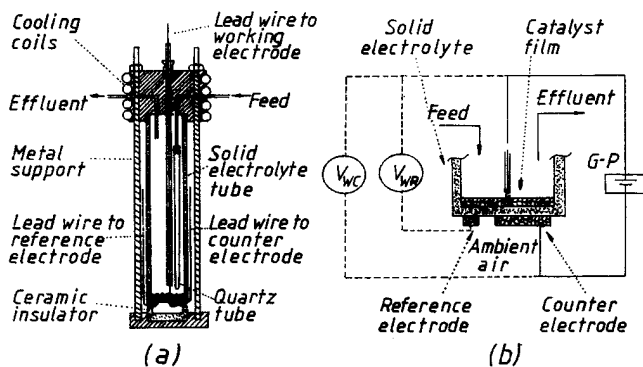 Cooling
coils
Lead wire to
working
electrode
Effluent
Feed
Metal
support
Solid
electrolyte
tube
Lead wire to
reference
electrode
Lead wire to
counter
electrode
Ceramic
insulator
Quartz
tube
(a)
Solid
electrolyte
Catalyst
film
Feed
Effluent
G-P
VWC
VWR
Ambient
air
Reference
electrode
Counter
electrode
(b)